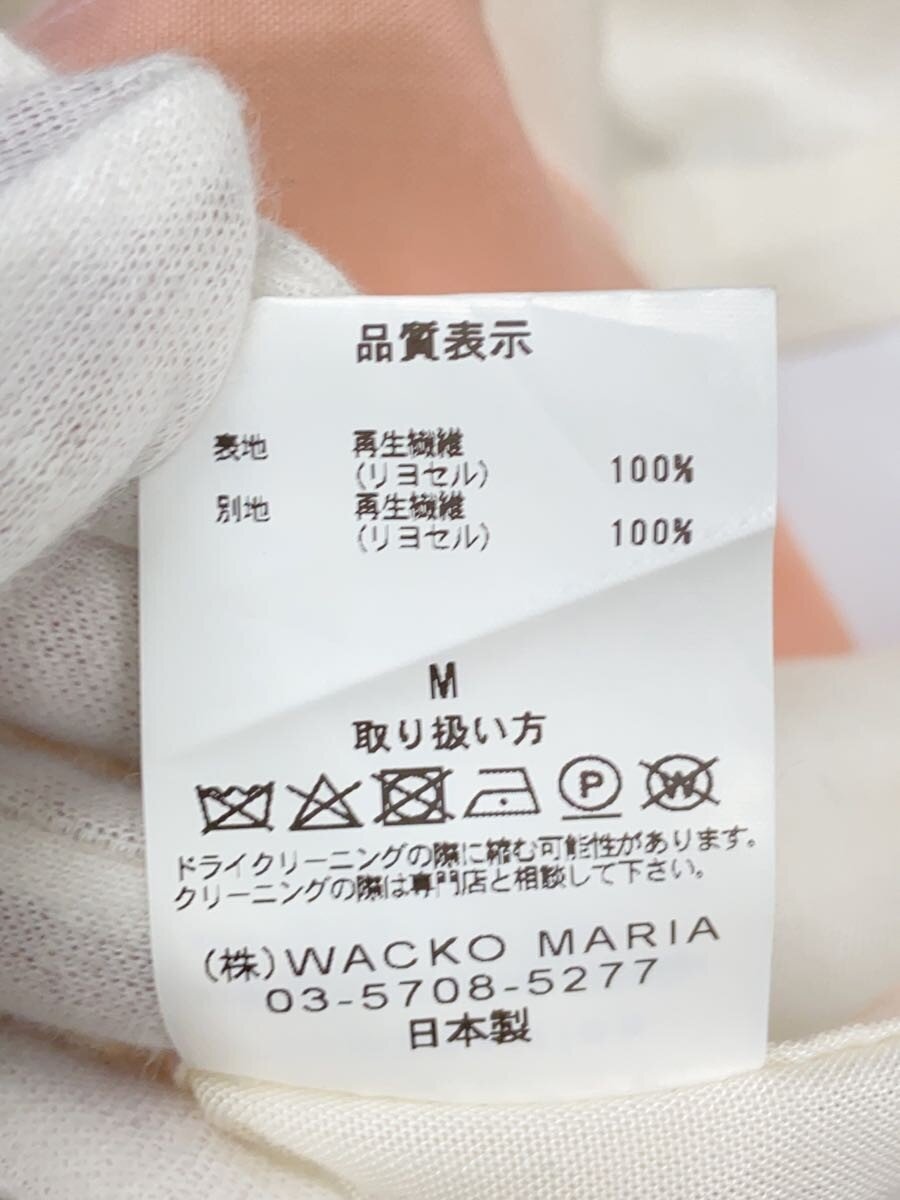 品質表示
表地 再生繊維
(リヨセル) 100%
別地 再生繊維
(リヨセル) 100%
M
取り扱い方
P W
ドライクリーニングの際に縮む可能性があります。
クリーニングの際は専門店と相談して下さい。
(株)WACKO MARIA
03-5708-5277
日本製